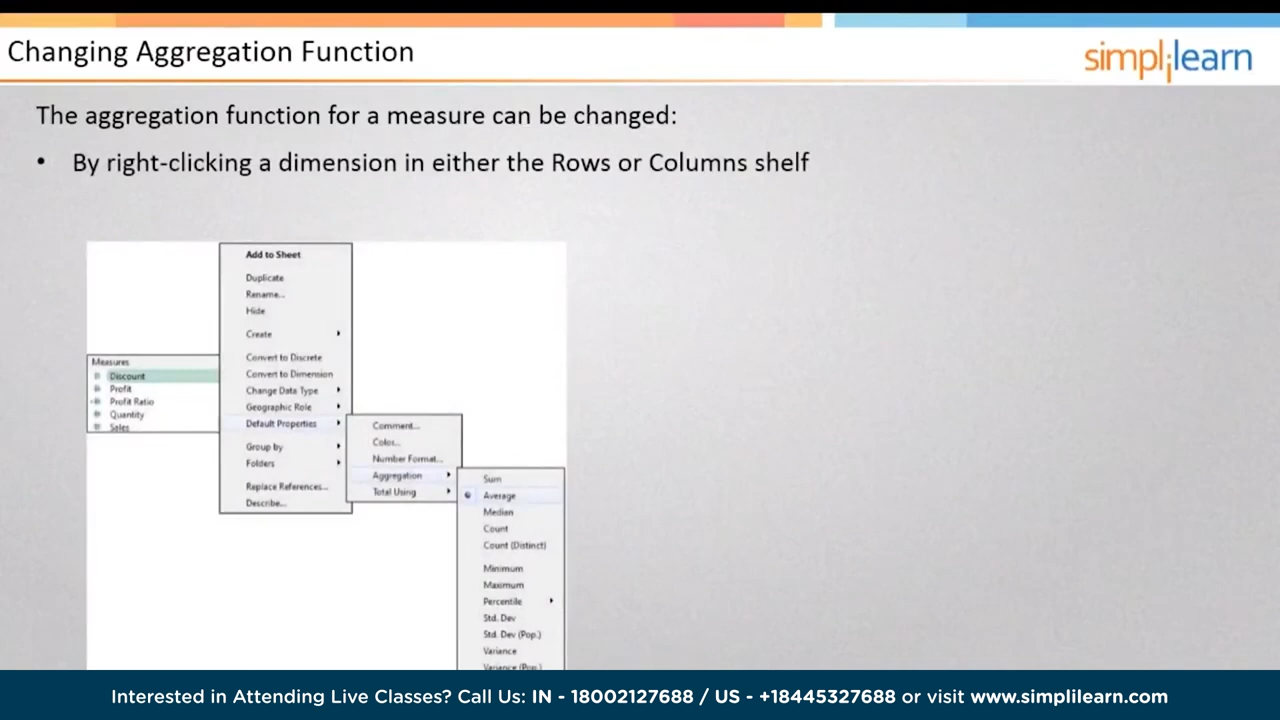 Changing Aggregation Function
simplilearn
The aggregation function for a measure can be changed:
• By right-clicking a dimension in either the Rows or Columns shelf
Add to Sheet
Duplicate
Rename...
Hide
Create
Convert to Discrete
Convert to Dimension
Change Data Type
Geographic Role
Default Properties
Group by
Folders
Replace References...
Describe...
Measures
Discount
Profit
Profit Ratio
Quantity
Sales
Comment...
Color...
Number Format...
Aggregation
Total Using
Sum
Average
Median
Count
Count (Distinct)
Minimum
Maximum
Percentile
Std. Dev
Std. Dev (Pop.)
Variance
Variance (Pop.)
Interested in Attending Live Classes? Call Us: IN - 18002127688 / US - +18445327688 or visit www.simplilearn.com